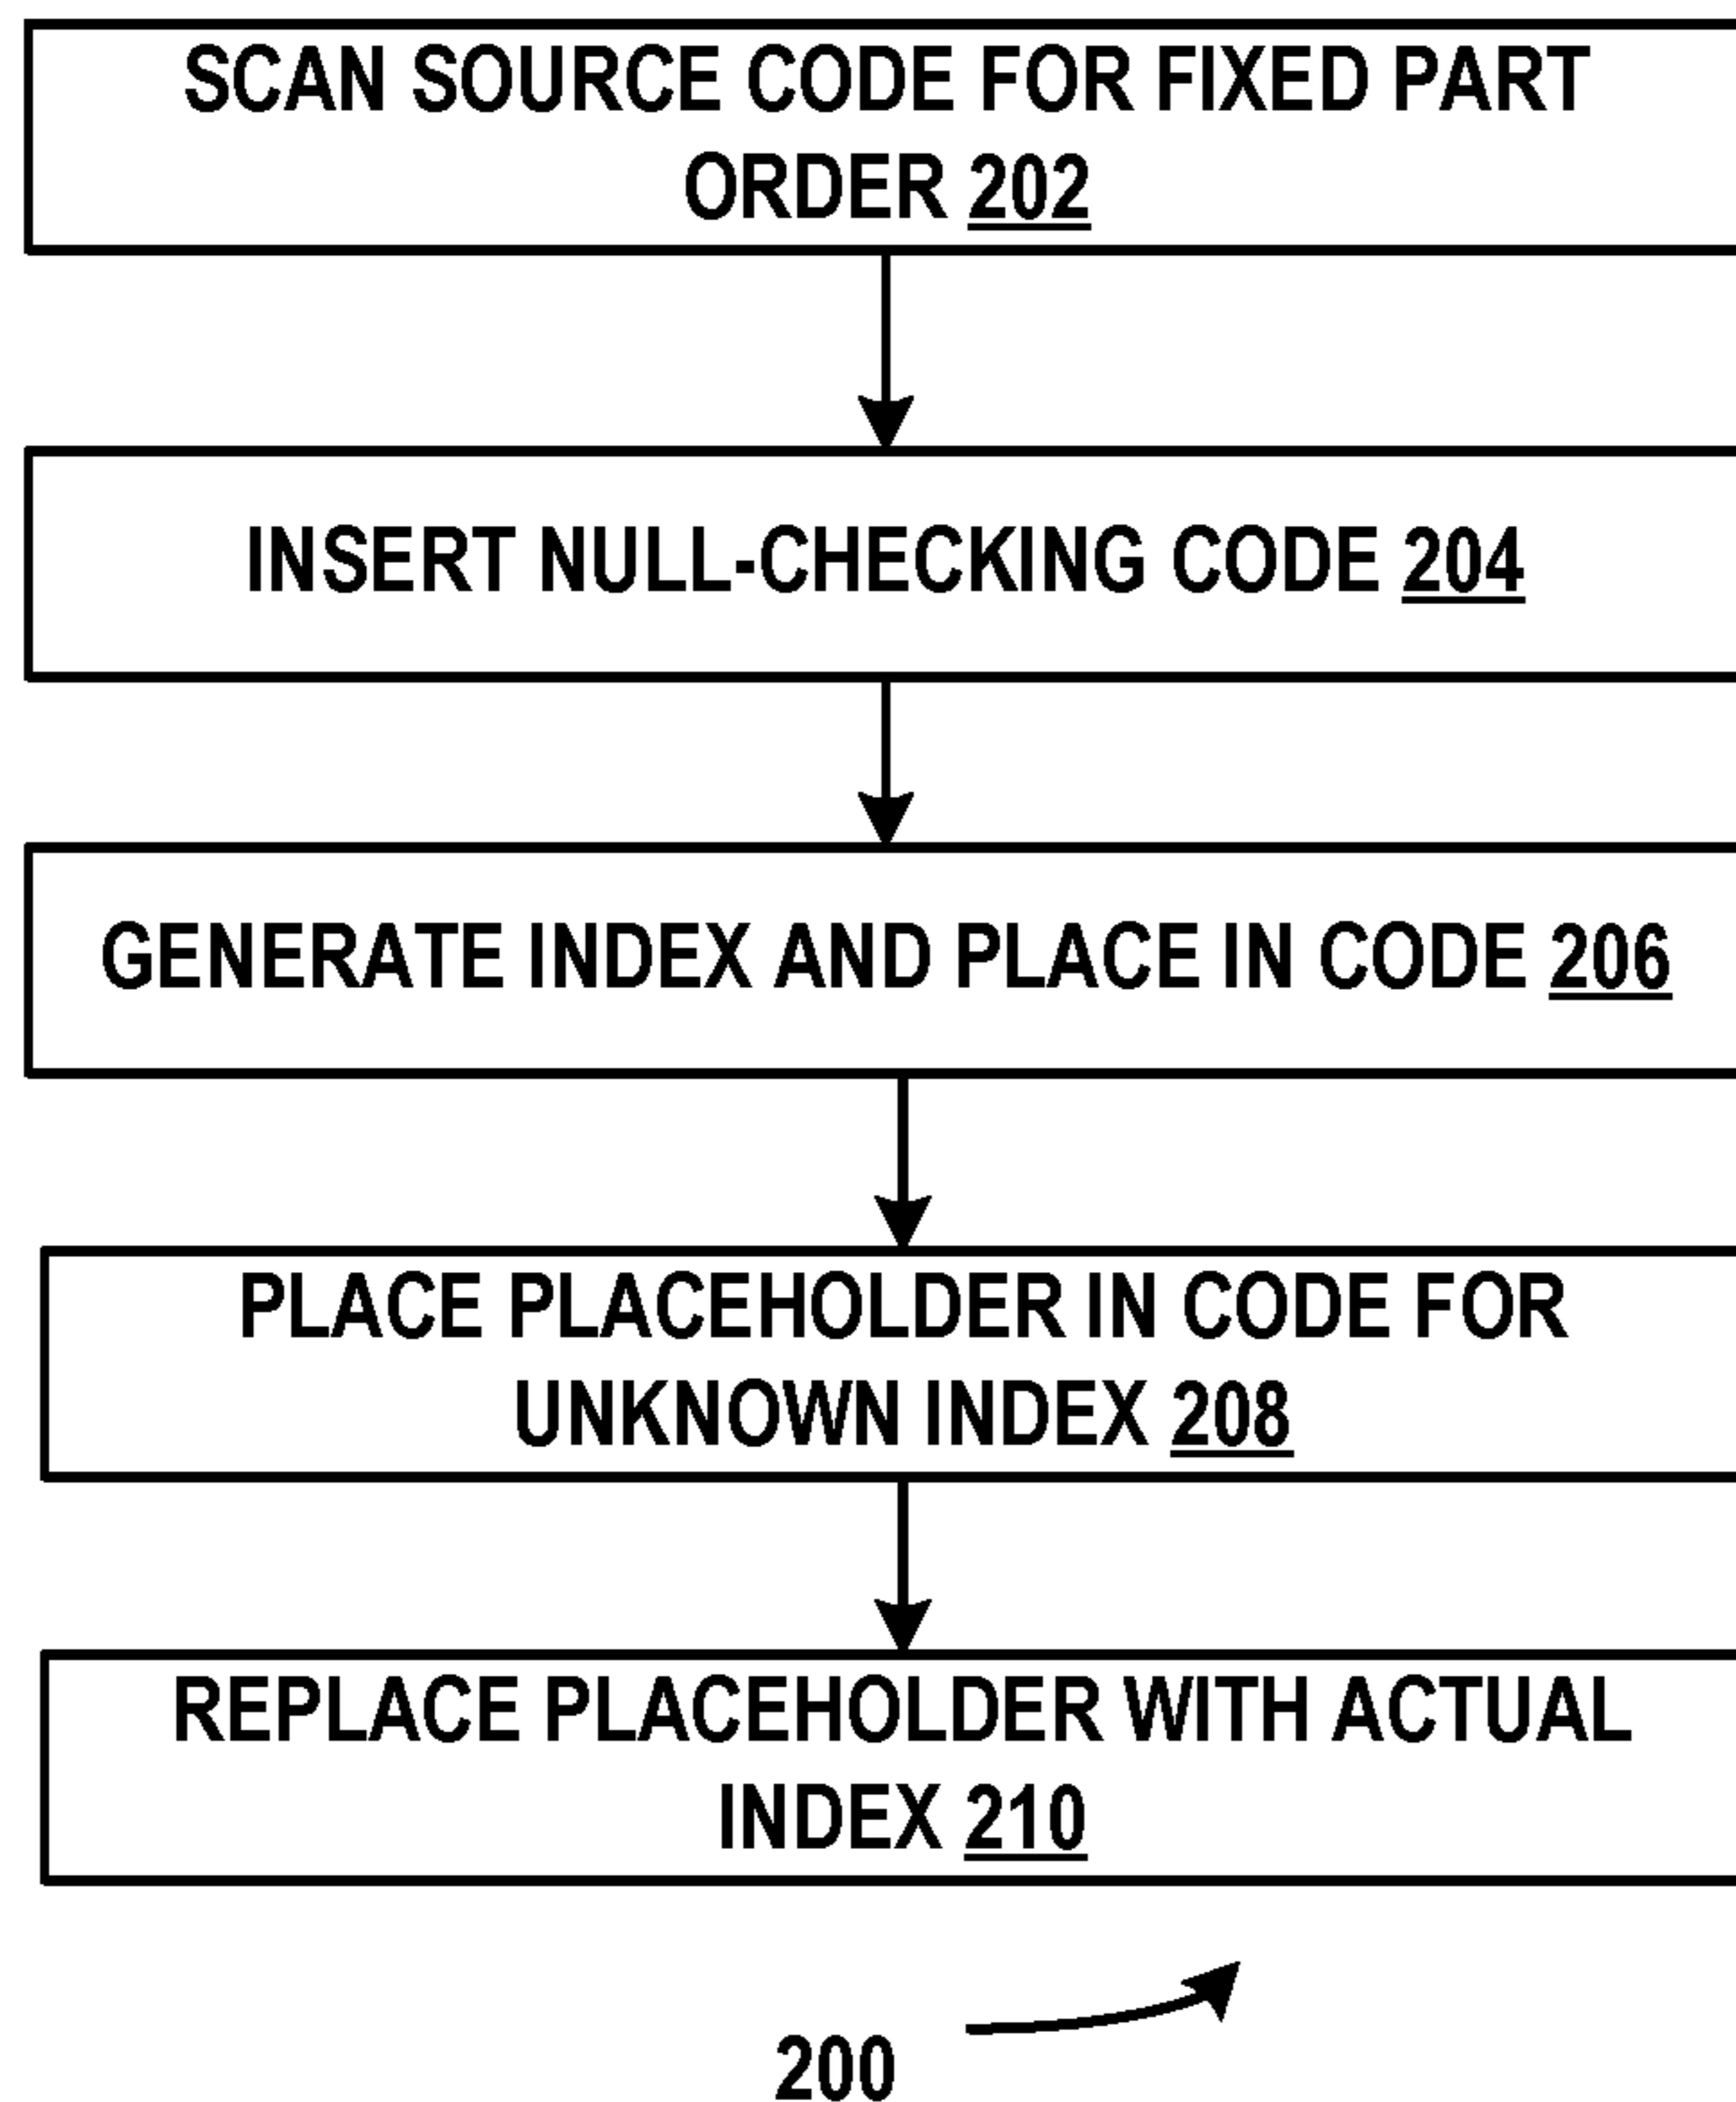 SCAN SOURCE CODE FOR FIXED PART
ORDER 202
INSERT NULL-CHECKING CODE 204
GENERATE INDEX AND PLACE IN CODE 206
PLACE PLACEHOLDER IN CODE FOR
UNKNOWN INDEX 208
REPLACE PLACEHOLDER WITH ACTUAL
INDEX 210
200